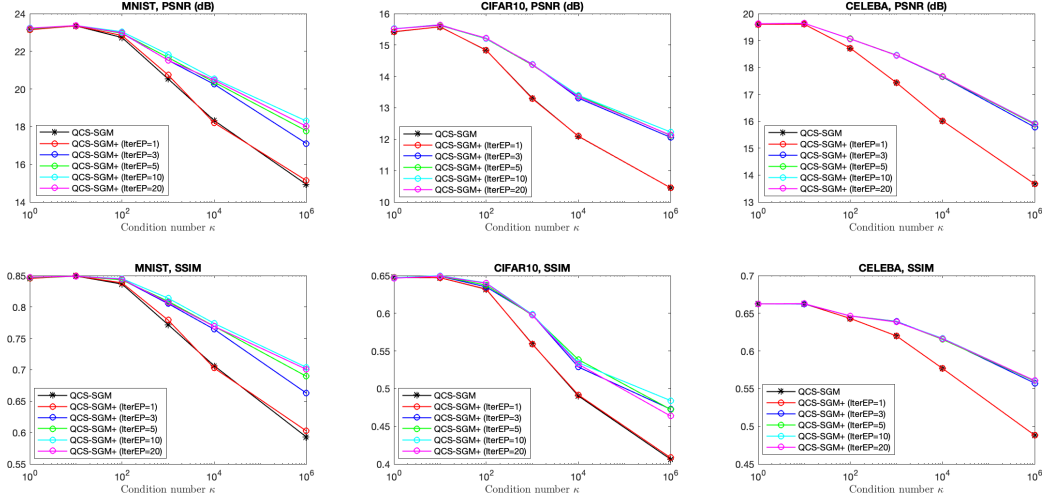 MNIST, PSNR (dB)
26
24
22
20
18
16
14
QCS-SGM
QCS-SGM+ (IterEP=1)
QCS-SGM+ (IterEP=3)
QCS-SGM+ (IterEP=5)
QCS-SGM+ (IterEP=10)
QCS-SGM+ (IterEP=20)
10^0 10^2 10^4 10^6
Condition number κ
CIFAR10, PSNR (dB)
16
15
14
13
12
11
10
QCS-SGM
QCS-SGM+ (IterEP=1)
QCS-SGM+ (IterEP=3)
QCS-SGM+ (IterEP=5)
QCS-SGM+ (IterEP=10)
QCS-SGM+ (IterEP=20)
10^0 10^2 10^4 10^6
Condition number κ
CELEBA, PSNR (dB)
20
19
18
17
16
15
14
13
QCS-SGM
QCS-SGM+ (IterEP=1)
QCS-SGM+ (IterEP=3)
QCS-SGM+ (IterEP=5)
QCS-SGM+ (IterEP=10)
QCS-SGM+ (IterEP=20)
10^0 10^2 10^4 10^6
Condition number κ
MNIST, SSIM
0.85
0.8
0.75
0.7
0.65
0.6
0.55
QCS-SGM
QCS-SGM+ (IterEP=1)
QCS-SGM+ (IterEP=3)
QCS-SGM+ (IterEP=5)
QCS-SGM+ (IterEP=10)
QCS-SGM+ (IterEP=20)
10^0 10^2 10^4 10^6
Condition number κ
CIFAR10, SSIM
0.65
0.6
0.55
0.5
0.45
0.4
QCS-SGM
QCS-SGM+ (IterEP=1)
QCS-SGM+ (IterEP=3)
QCS-SGM+ (IterEP=5)
QCS-SGM+ (IterEP=10)
QCS-SGM+ (IterEP=20)
10^0 10^2 10^4 10^6
Condition number κ
CELEBA, SSIM
0.7
0.65
0.6
0.55
0.5
0.45
QCS-SGM
QCS-SGM+ (IterEP=1)
QCS-SGM+ (IterEP=3)
QCS-SGM+ (IterEP=5)
QCS-SGM+ (IterEP=10)
QCS-SGM+ (IterEP=20)
10^0 10^2 10^4 10^6
Condition number κ